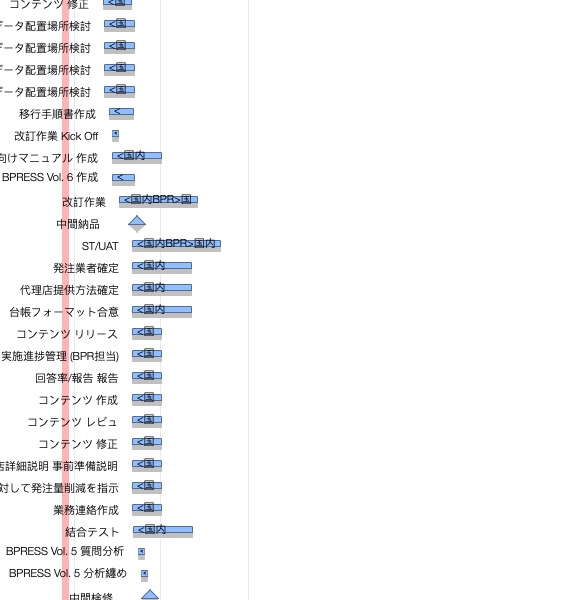 コンテンツ 修正 <国
データ配置場所検討 <国
データ配置場所検討 <国
データ配置場所検討 <国
データ配置場所検討 <国
移行手順書作成 <
改訂作業 Kick Off <
向けマニュアル 作成 <国内
BPRESS Vol. 6 作成 <
改訂作業 <国内BPR>国
中間納品
ST/UAT <国内BPR>国内
発注業者確定 <国内
代理店提供方法確定 <国内
台帳フォーマット合意 <国内
コンテンツ リリース <国
実施進捗管理 (BPR担当) <国
回答率/報告 報告 <国
コンテンツ 作成 <国
コンテンツ レビュ <国
コンテンツ 修正 <国
店詳細説明 事前準備説明 <国
対して発注量削減を指示 <国
業務連絡作成 <国
結合テスト <国内
BPRESS Vol. 5 質問分析 <
BPRESS Vol. 5 分析纏め <
中間検修